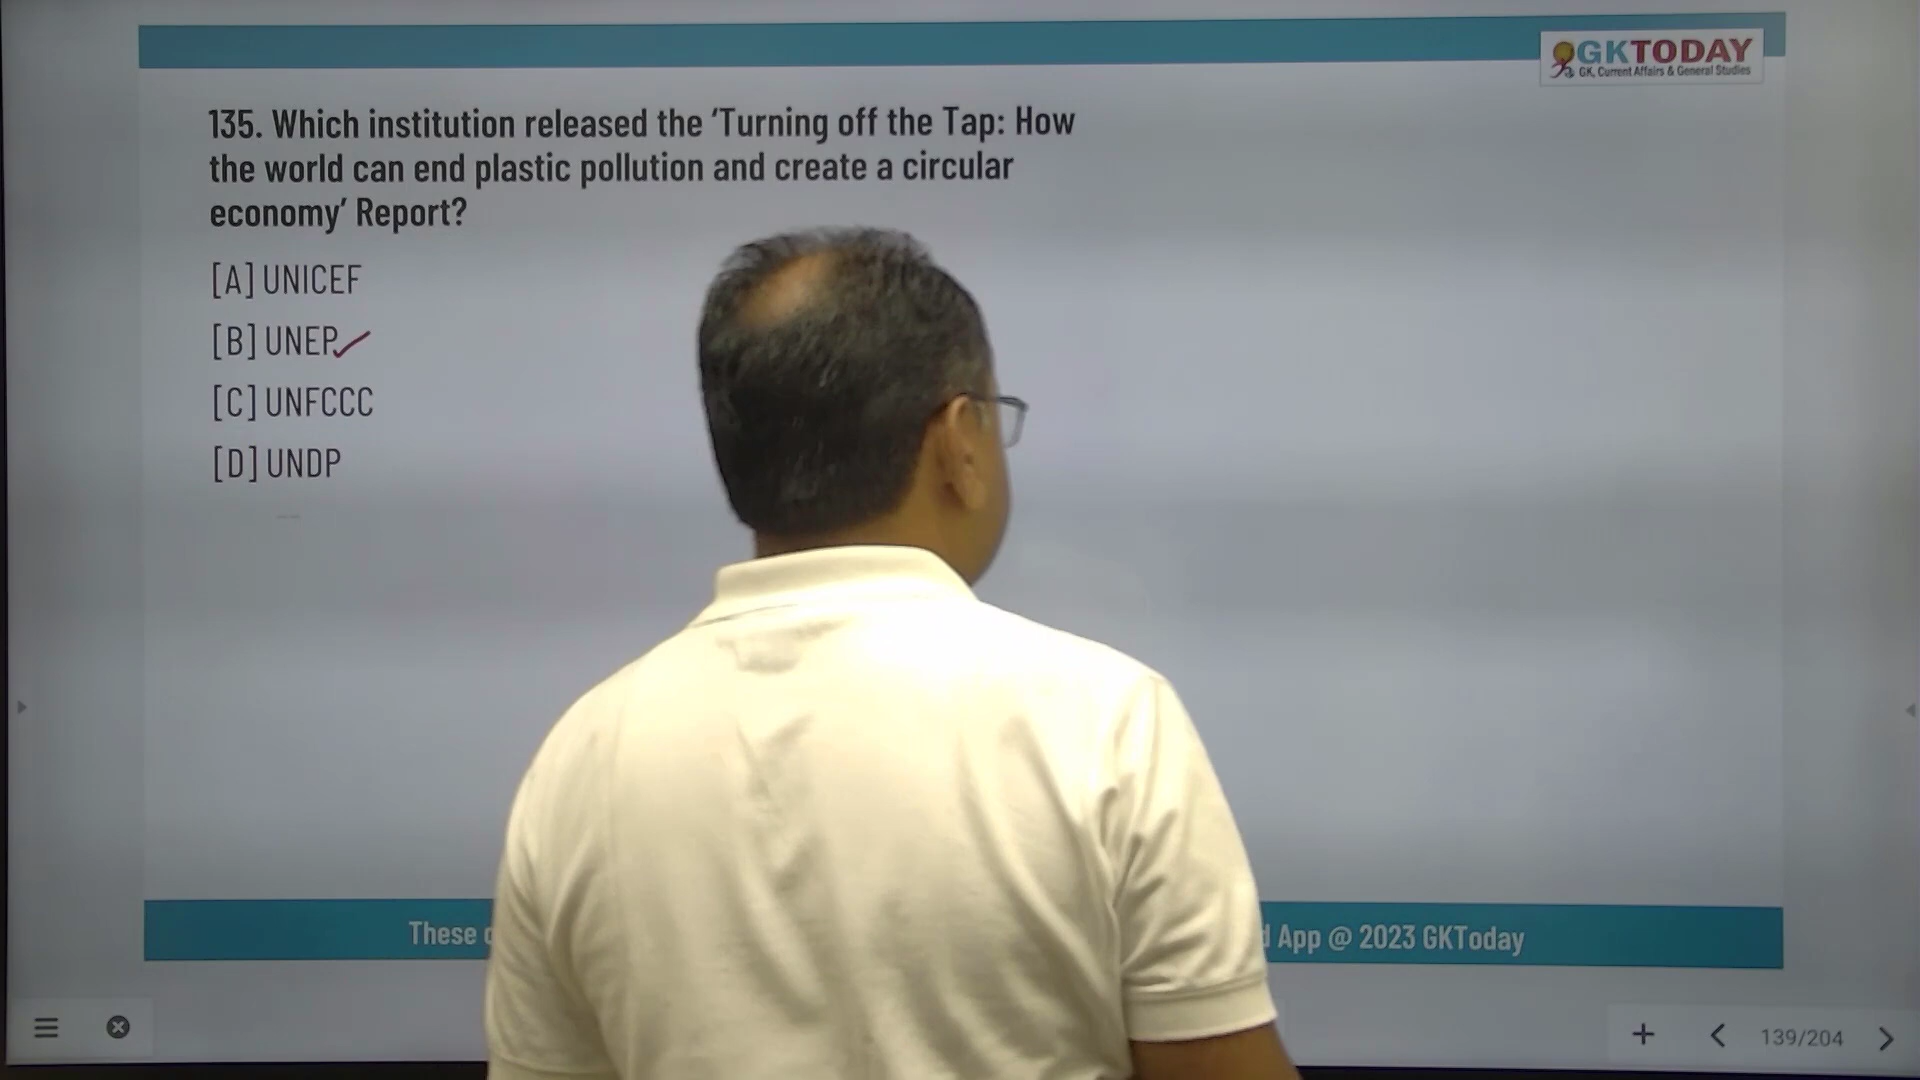 GKTODAY
GK, Current Affairs & General Studies
135. Which institution released the ‘Turning off the Tap: How
the world can end plastic pollution and create a circular
economy’ Report?
[A] UNICEF
[B] UNEP
[C] UNFCCC
[D] UNDP
These
App @ 2023 GKToday
139/204